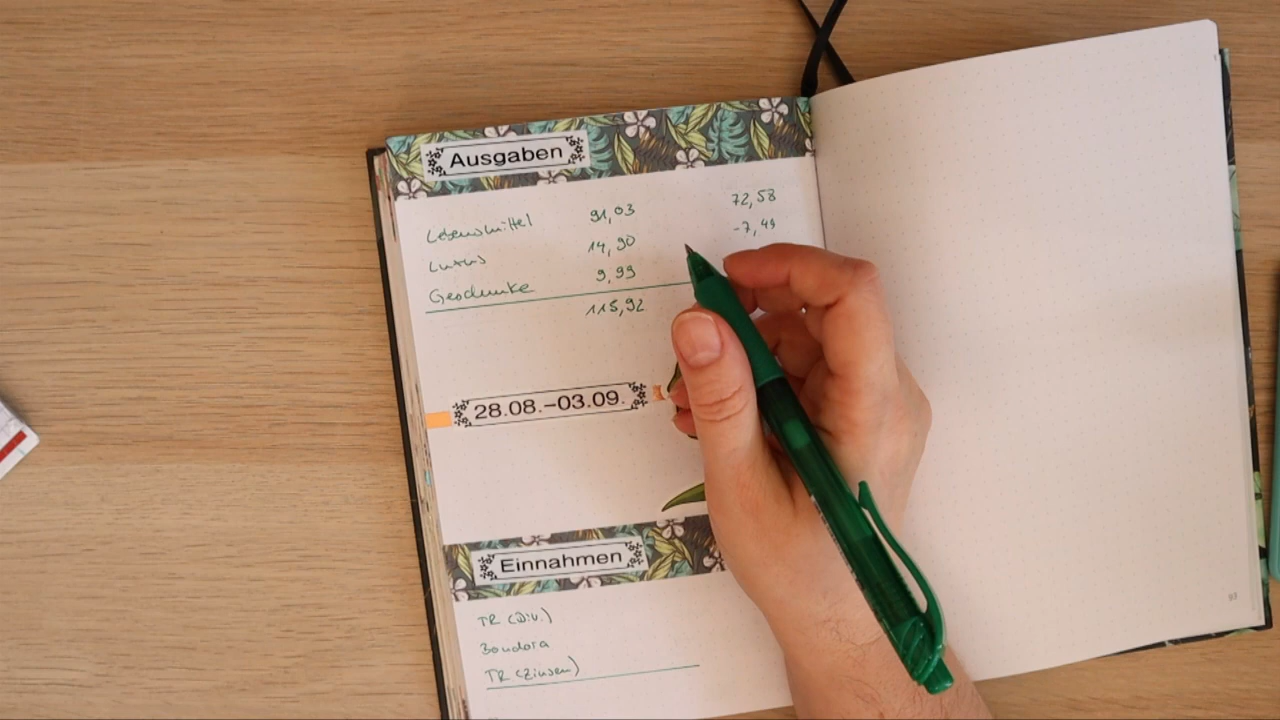 Ausgaben
Lebensmittel 91,03 72,58
Luxus 14,90 -7,49
Geschenke 9,99
115,92
28.08.–03.09.
Einnahmen
TR (Div.)
Bondora
TR (Zinsen)